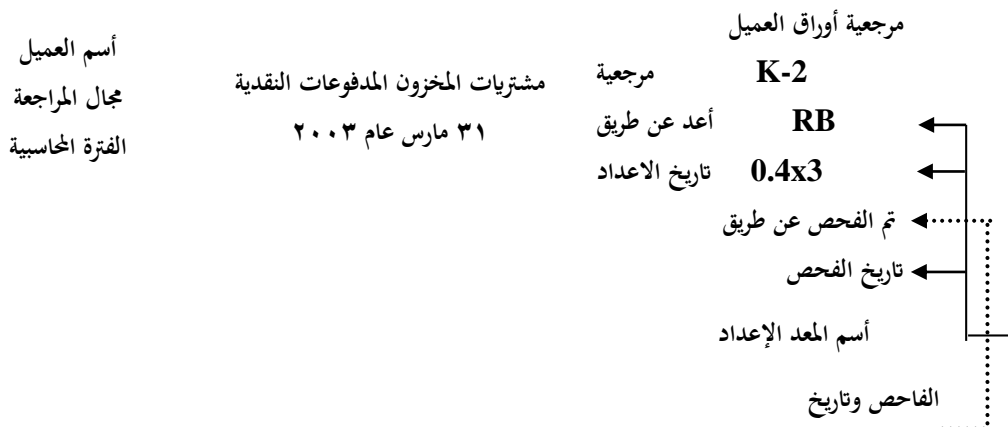 مرجعية أوراق العميل
أسم العميل
مجال المراجعة
الفترة المحاسبية
مشتريات المخزون المدفوعات النقدية
٣١ مارس عام ٢٠٠٣
مرجعية K-2
أعد عن طريق RB
تاريخ الاعداد 0.4x3
تم الفحص عن طريق
تاريخ الفحص
أسم المعد الإعداد
الفاحص وتاريخ